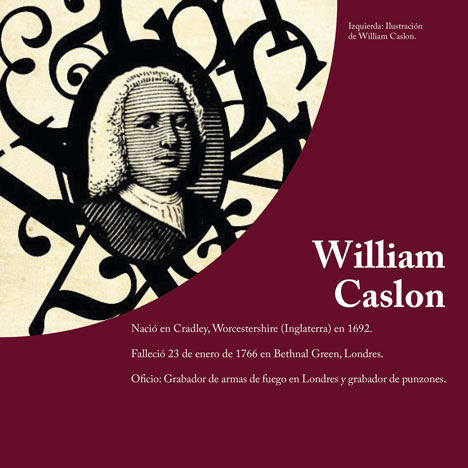 Izquierda: Ilustración
de William Caslon.
William
Caslon
Nació en Cradley, Worcestershire (Inglaterra) en 1692.
Falleció 23 de enero de 1766 en Bethnal Green, Londres.
Oficio: Grabador de armas de fuego en Londres y grabador de punzones.